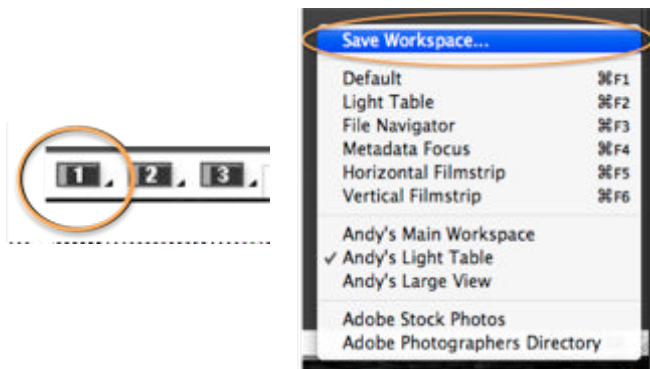 1 2 3
Save Workspace...
Default ⌘F1
Light Table ⌘F2
File Navigator ⌘F3
Metadata Focus ⌘F4
Horizontal Filmstrip ⌘F5
Vertical Filmstrip ⌘F6
Andy's Main Workspace
✓ Andy's Light Table
Andy's Large View
Adobe Stock Photos
Adobe Photographers Directory